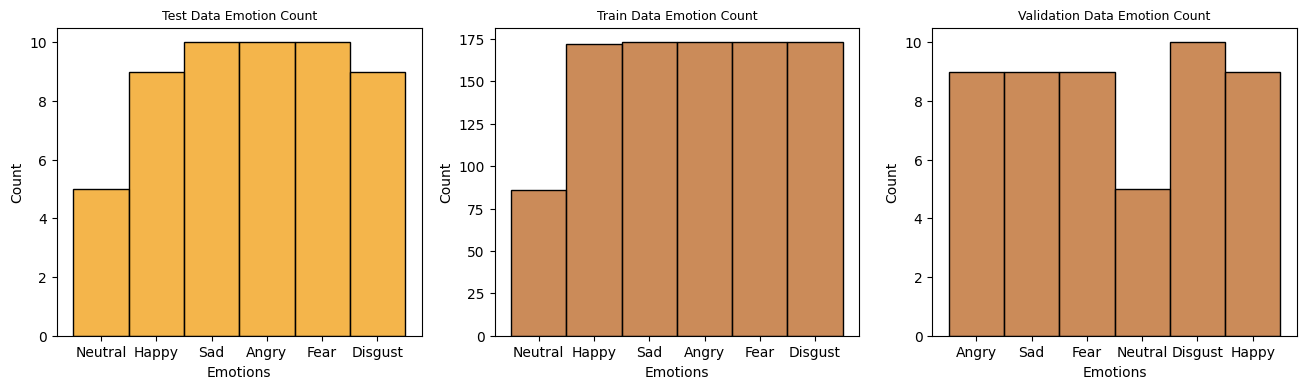 Test Data Emotion Count
10
8
6
4
2
0
Count
Neutral Happy Sad Angry Fear Disgust
Emotions
Train Data Emotion Count
175
150
125
100
75
50
25
0
Count
Neutral Happy Sad Angry Fear Disgust
Emotions
Validation Data Emotion Count
10
8
6
4
2
0
Count
Angry Sad Fear Neutral Disgust Happy
Emotions